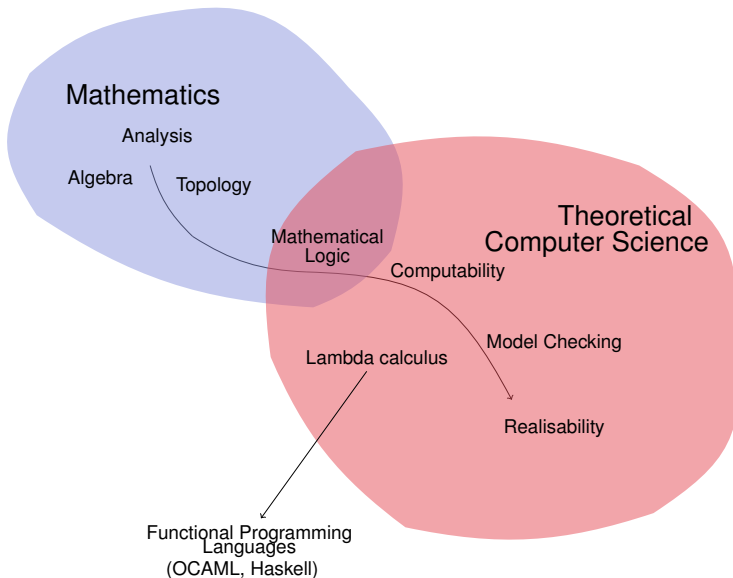 Mathematics
Analysis
Algebra
Topology
Mathematical
Logic
Theoretical
Computer Science
Computability
Model Checking
Lambda calculus
Realisability
Functional Programming
Languages
(OCAML, Haskell)